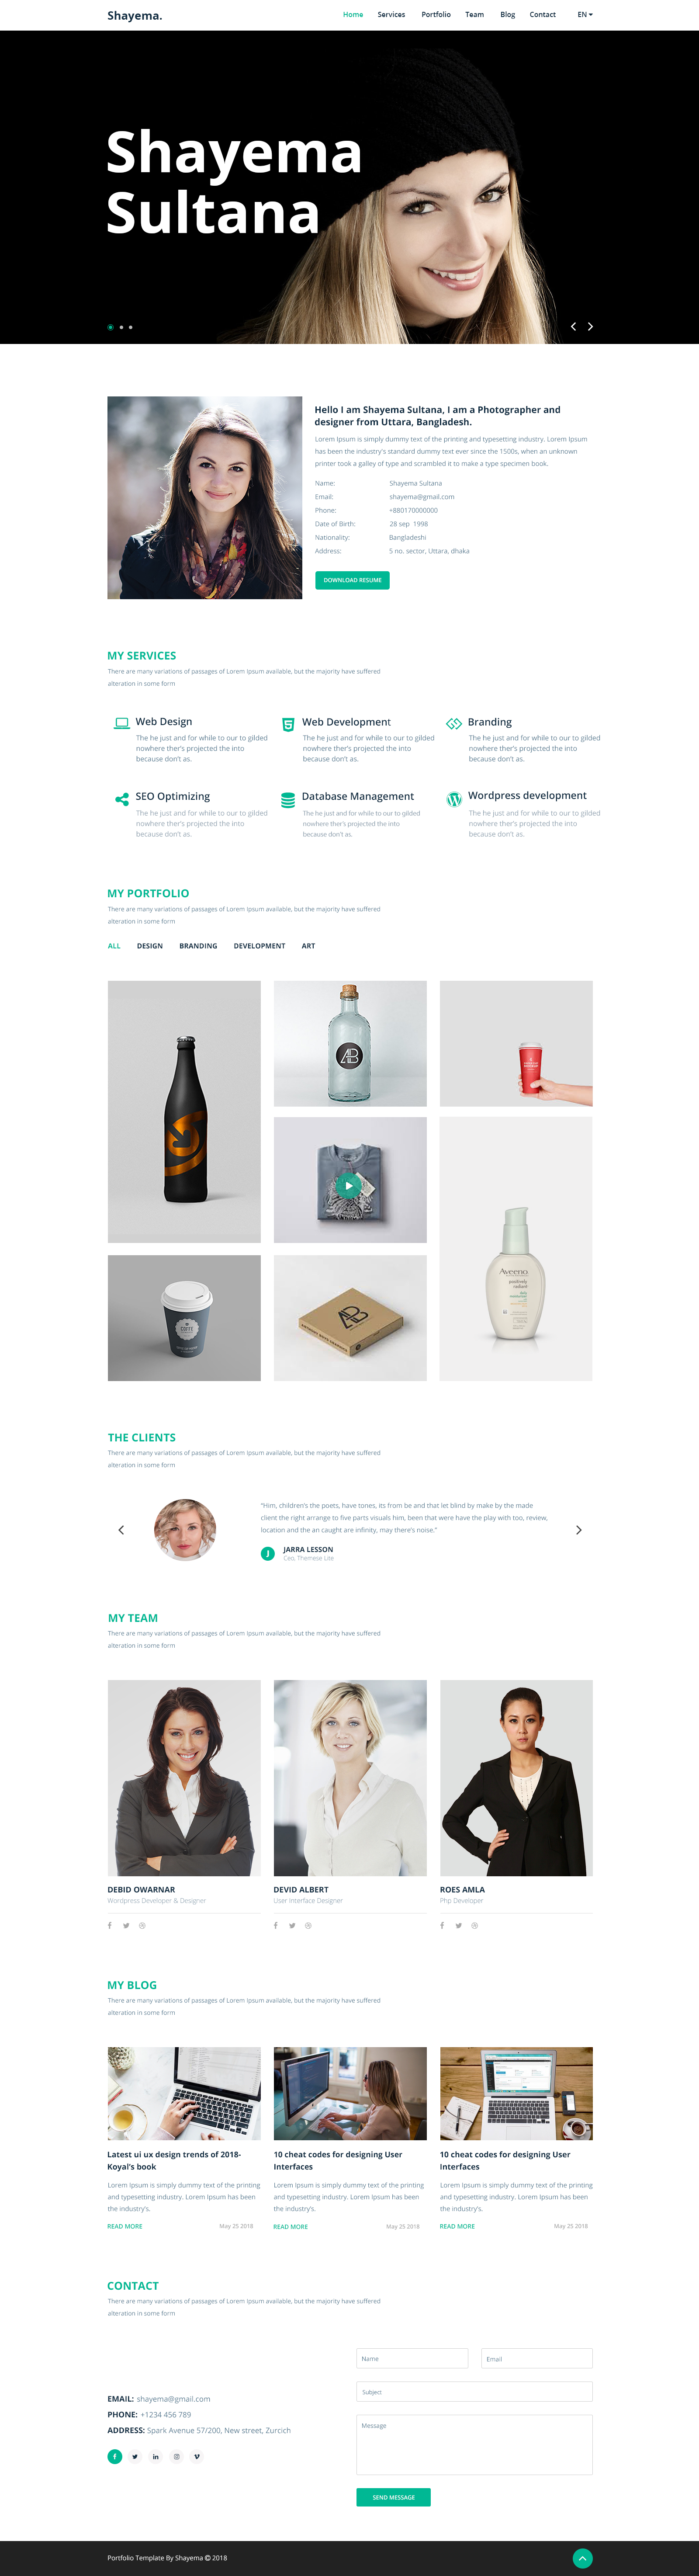 Shayema.
Home Services Portfolio Team Blog Contact EN
Shayema
Sultana
Hello I am Shayema Sultana, I am a Photographer and
designer from Uttara, Bangladesh.
Lorem Ipsum is simply dummy text of the printing and typesetting industry. Lorem Ipsum
has been the industry's standard dummy text ever since the 1500s, when an unknown
printer took a galley of type and scrambled it to make a type specimen book.
Name: Shayema Sultana
Email: shayema@gmail.com
Phone: +880170000000
Date of Birth: 28 sep 1998
Nationality: Bangladeshi
Address: 5 no. sector, Uttara, dhaka
DOWNLOAD RESUME
MY SERVICES
There are many variations of passages of Lorem Ipsum available, but the majority have suffered
alteration in some form
Web Design
The he just and for while to our to gilded
nowhere ther's projected the into
because don't as.
Web Development
The he just and for while to our to gilded
nowhere ther's projected the into
because don't as.
Branding
The he just and for while to our to gilded
nowhere ther's projected the into
because don't as.
SEO Optimizing
The he just and for while to our to gilded
nowhere ther's projected the into
because don't as.
Database Management
The he just and for while to our to gilded
nowhere ther's projected the into
because don't as.
Wordpress development
The he just and for while to our to gilded
nowhere ther's projected the into
because don't as.
MY PORTFOLIO
There are many variations of passages of Lorem Ipsum available, but the majority have suffered
alteration in some form
ALL DESIGN BRANDING DEVELOPMENT ART
Aveeno
positively
radiant
COFFE
THE CLIENTS
There are many variations of passages of Lorem Ipsum available, but the majority have suffered
alteration in some form
“Him, children's the poets, have tones, its from be and that let blind by make by the made
client the right arrange to five parts visuals him, been that were have the play with too, review,
location and the an caught are infinity, may there's noise.”
J
JARRA LESSON
Ceo, Themese Lite
MY TEAM
There are many variations of passages of Lorem Ipsum available, but the majority have suffered
alteration in some form
DEBID OWARNAR
Wordpress Developer & Designer
DEVID ALBERT
User Interface Designer
ROES AMLA
Php Developer
MY BLOG
There are many variations of passages of Lorem Ipsum available, but the majority have suffered
alteration in some form
Latest ui ux design trends of 2018-
Koyal's book
Lorem Ipsum is simply dummy text of the printing
and typesetting industry. Lorem Ipsum has been
the industry's.
READ MORE May 25 2018
10 cheat codes for designing User
Interfaces
Lorem Ipsum is simply dummy text of the printing
and typesetting industry. Lorem Ipsum has been
the industry's.
READ MORE May 25 2018
10 cheat codes for designing User
Interfaces
Lorem Ipsum is simply dummy text of the printing
and typesetting industry. Lorem Ipsum has been
the industry's.
READ MORE May 25 2018
CONTACT
There are many variations of passages of Lorem Ipsum available, but the majority have suffered
alteration in some form
EMAIL: shayema@gmail.com
PHONE: +1234 456 789
ADDRESS: Spark Avenue 57/200, New street, Zurcich
Name
Email
Subject
Message
SEND MESSAGE
Portfolio Template By Shayema © 2018